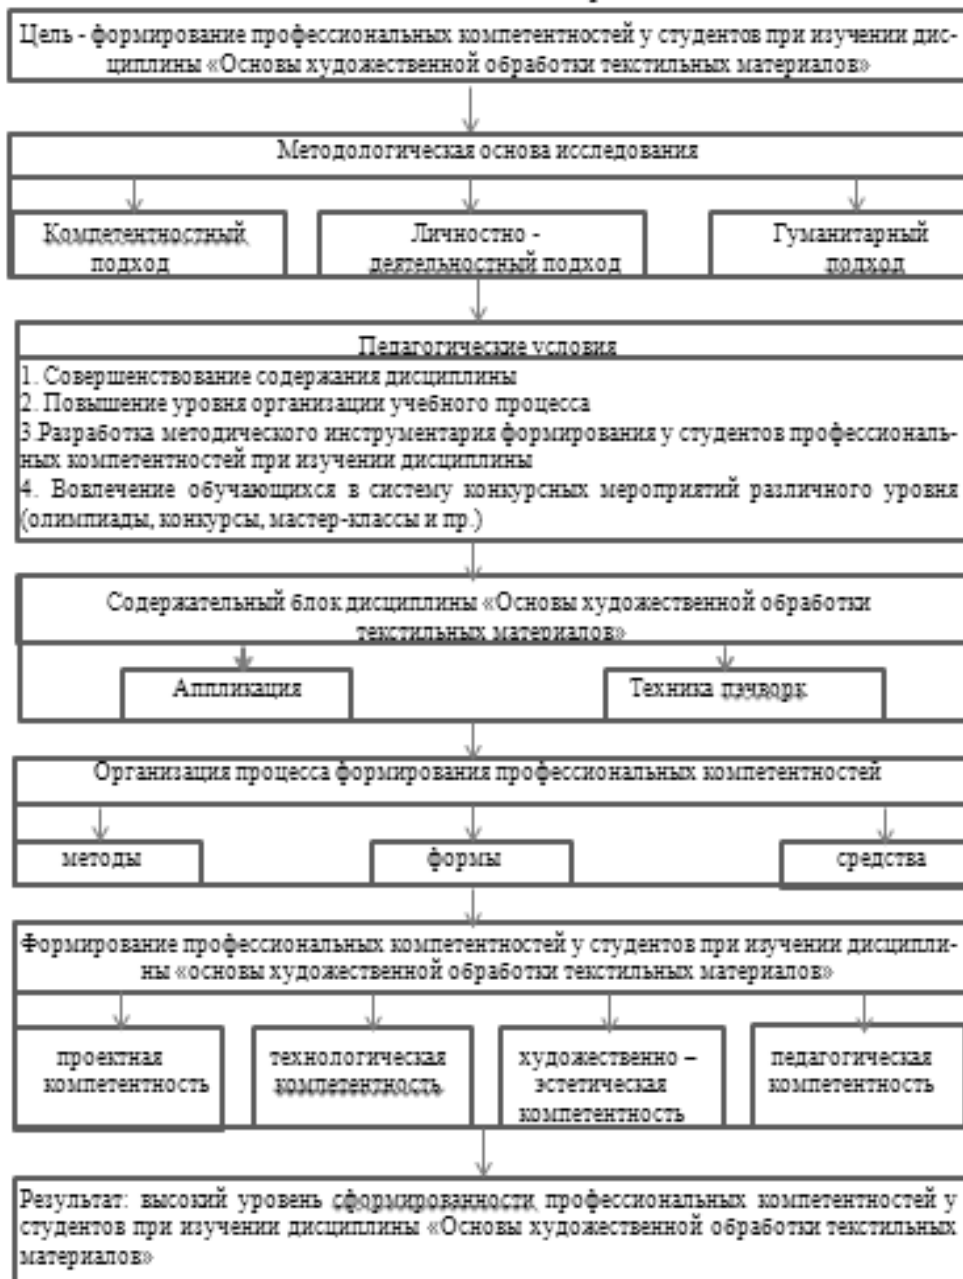 Цель - формирование профессиональных компетентностей у студентов при изучении дис-
циплины «Основы художественной обработки текстильных материалов»
Методологическая основа исследования
Компетентностный
подход
Личностно -
деятельностный подход
Гуманитарный
подход
Педагогические условия
1. Совершенствование содержания дисциплины
2. Повышение уровня организации учебного процесса
3.Разработка методического инструментария формирования у студентов профессиональ-
ных компетентностей при изучении дисциплины
4. Вовлечение обучающихся в систему конкурсных мероприятий различного уровня
(олимпиады, конкурсы, мастер-классы и пр.)
Содержательный блок дисциплины «Основы художественной обработки
текстильных материалов»
Аппликация
Техника пэчворк
Организация процесса формирования профессиональных компетентностей
методы
формы
средства
Формирование профессиональных компетентностей у студентов при изучении дисципли-
ны «основы художественной обработки текстильных материалов»
проектная
компетентность
технологическая
компетентность
художественно –
эстетическая
компетентность
педагогическая
компетентность
Результат: высокий уровень сформированности профессиональных компетентностей у
студентов при изучении дисциплины «Основы художественной обработки текстильных
материалов»